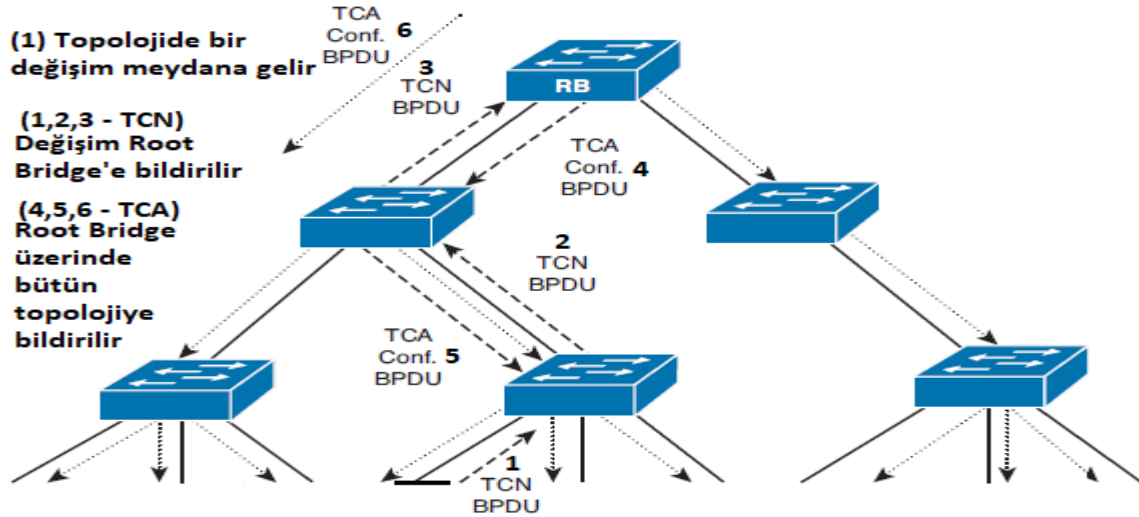 (1) Topolojide bir
değişim meydana gelir
(1,2,3 - TCN)
Değişim Root
Bridge'e bildirilir
(4,5,6 - TCA)
Root Bridge
üzerinde
bütün
topolojiye
bildirilir
TCA
Conf. 6
BPDU
3
TCN
BPDU
RB
TCA
Conf. 4
BPDU
2
TCN
BPDU
TCA
Conf. 5
BPDU
1
TCN
BPDU